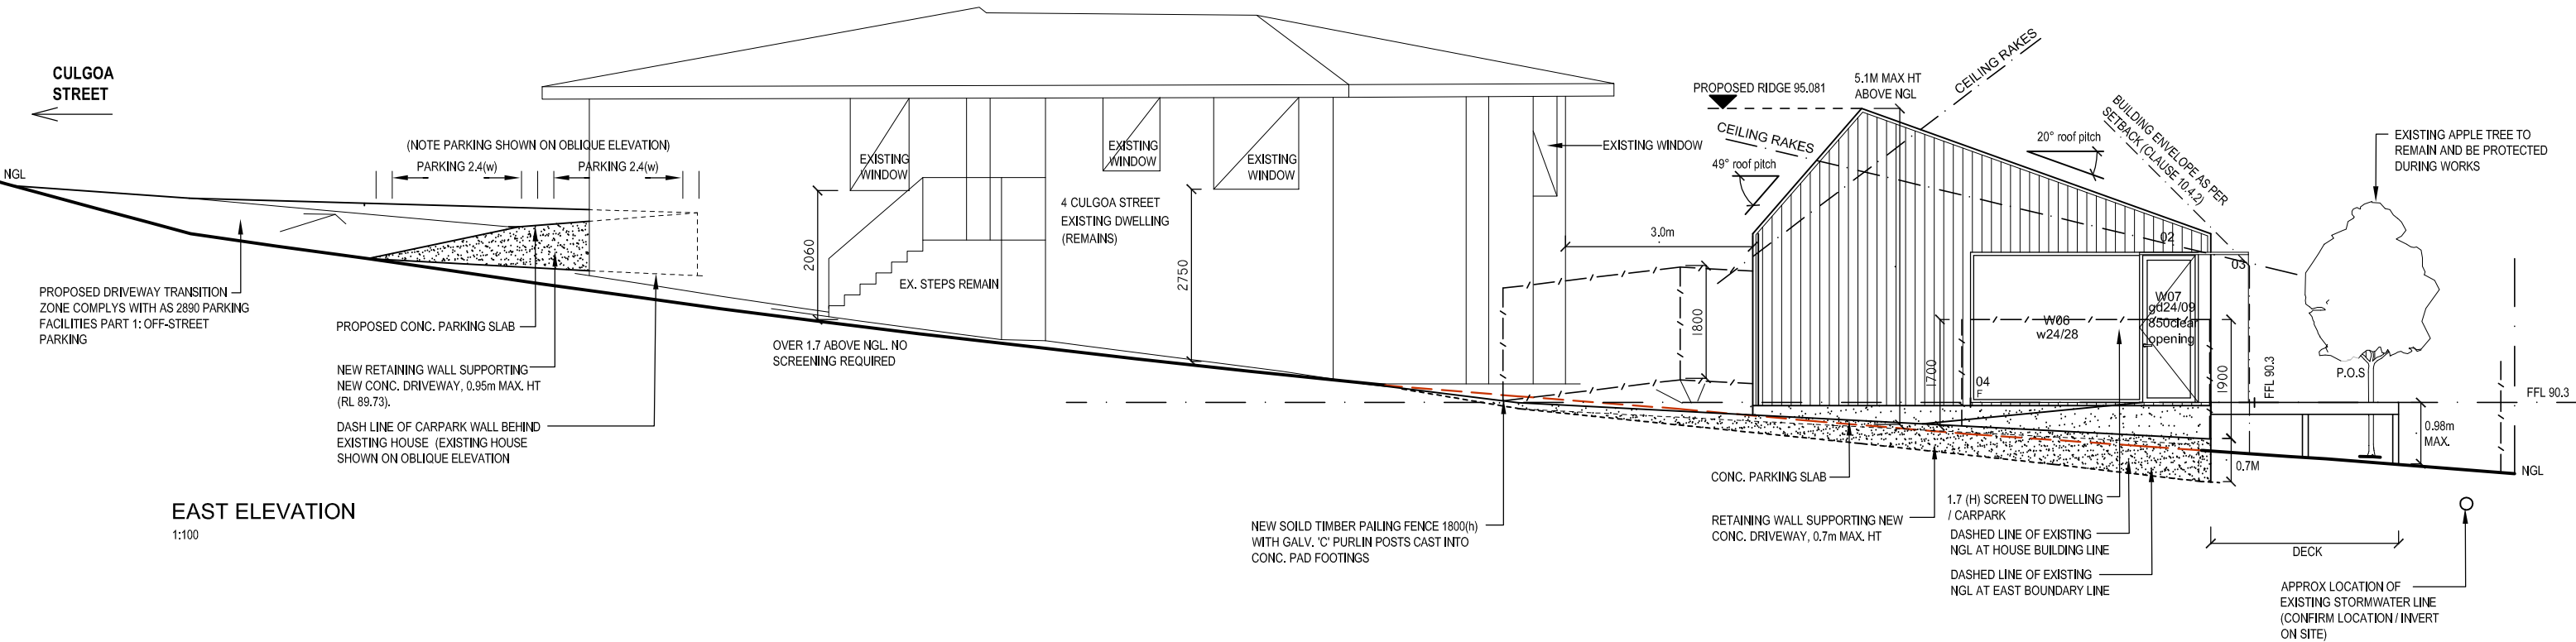 CULGOA
STREET
NGL
(NOTE PARKING SHOWN ON OBLIQUE ELEVATION)
PARKING 2.4(w)
PARKING 2.4(w)
PROPOSED DRIVEWAY TRANSITION
ZONE COMPLYS WITH AS 2890 PARKING
FACILITIES PART 1: OFF-STREET
PARKING
PROPOSED CONC. PARKING SLAB
NEW RETAINING WALL SUPPORTING
NEW CONC. DRIVEWAY, 0.95m MAX. HT
(RL 89.73).
DASH LINE OF CARPARK WALL BEHIND
EXISTING HOUSE (EXISTING HOUSE
SHOWN ON OBLIQUE ELEVATION
EAST ELEVATION
1:100
EXISTING
WINDOW
2060
EX. STEPS REMAIN
OVER 1.7 ABOVE NGL. NO
SCREENING REQUIRED
4 CULGOA STREET
EXISTING DWELLING
(REMAINS)
EXISTING
WINDOW
2750
EXISTING
WINDOW
EXISTING WINDOW
3.0m
1800
NEW SOILD TIMBER PAILING FENCE 1800(h)
WITH GALV. 'C' PURLIN POSTS CAST INTO
CONC. PAD FOOTINGS
PROPOSED RIDGE 95.081
5.1M MAX HT
ABOVE NGL
CEILING RAKES
CEILING RAKES
49° roof pitch
20° roof pitch
BUILDING ENVELOPE AS PER
SETBACK (CLAUSE 10.4.2)
02
03
W06
w24/28
W07
gd24/09
850clear
opening
04
F
1700
1900
FFL 90.3
0.7M
CONC. PARKING SLAB
RETAINING WALL SUPPORTING NEW
CONC. DRIVEWAY, 0.7m MAX. HT
1.7 (H) SCREEN TO DWELLING
/ CARPARK
DASHED LINE OF EXISTING
NGL AT HOUSE BUILDING LINE
DASHED LINE OF EXISTING
NGL AT EAST BOUNDARY LINE
EXISTING APPLE TREE TO
REMAIN AND BE PROTECTED
DURING WORKS
P.O.S
FFL 90.3
0.98m
MAX.
NGL
DECK
APPROX LOCATION OF
EXISTING STORMWATER LINE
(CONFIRM LOCATION / INVERT
ON SITE)